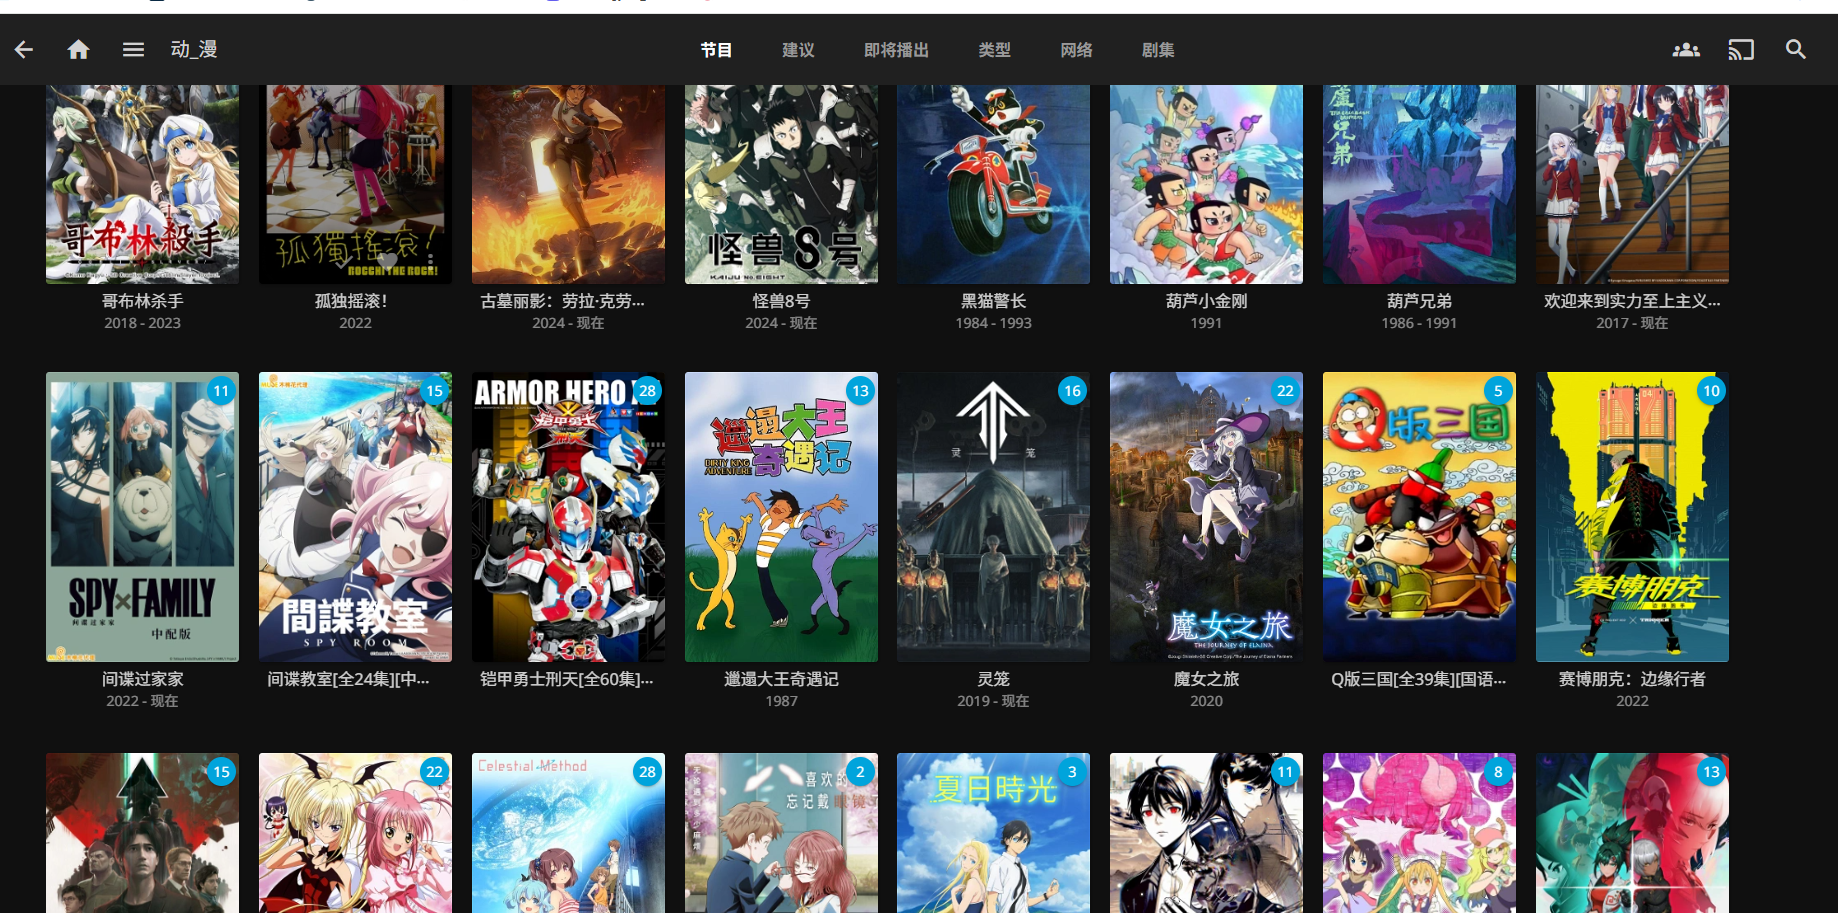 动_漫
节目 建议 即将播出 类型 网络 剧集
哥布林殺手
孤獨搖滾!
BOCCHI THE ROCK!
怪兽8号
KAIJU No.EIGHT
蘆兄弟
哥布林杀手 孤独摇滚! 古墓丽影：劳拉·克劳... 怪兽8号 黑猫警长 葫芦小金刚 葫芦兄弟 欢迎来到实力至上主义...
2018 - 2023 2022 2024 - 现在 2024 - 现在 1984 - 1993 1991 1986 - 1991 2017 - 现在
11 15 28 13 16 22 5 10
SPY×FAMILY
间谍过家家
中配版
間諜教室
SPY ROOM
ARMOR HERO X
铠甲勇士
邋遢大王
奇遇记
DIRTY KING
ADVENTURE
灵 笼
魔女之旅
THE JOURNEY OF ELAINA
Q版三国
04
赛博朋克
间谍过家家 间谍教室[全24集][中... 铠甲勇士刑天[全60集]... 邋遢大王奇遇记 灵笼 魔女之旅 Q版三国[全39集][国语... 赛博朋克：边缘行者
2022 - 现在 1987 2019 - 现在 2020 2022
15 22 28 2 3 11 8 13
Celestial Method
喜欢的
忘记戴眼镜
夏日時光